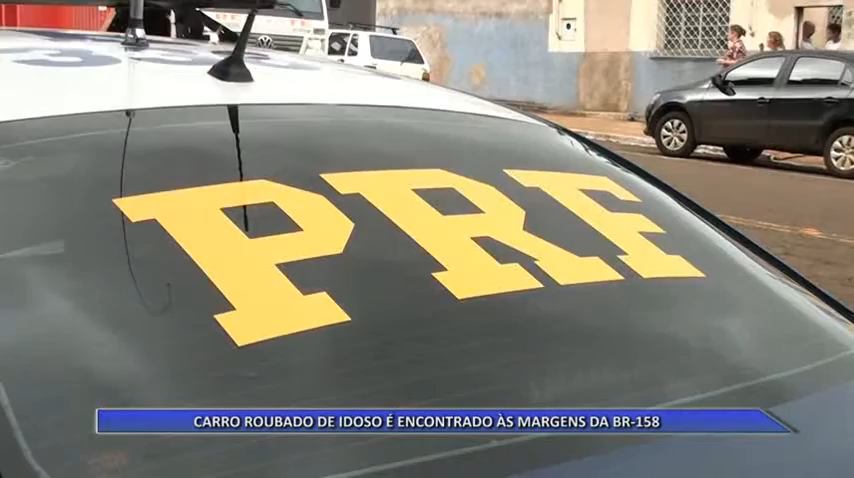 PRF
CARRO ROUBADO DE IDOSO É ENCONTRADO ÀS MARGENS DA BR-158